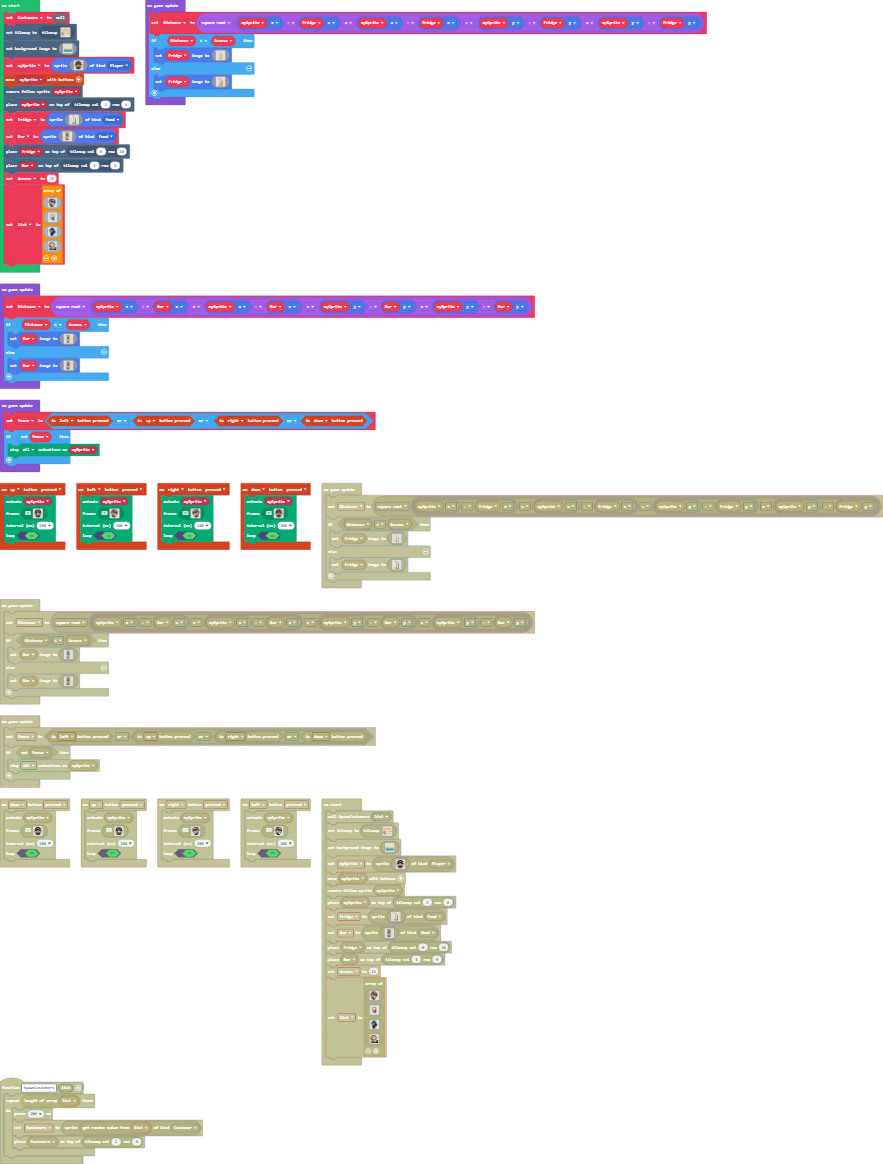 on start
set Customers to null
set tilemap to tilemap
set background image to
set mySprite to sprite of kind Player
move mySprite with buttons
camera follow sprite mySprite
place mySprite on top of tilemap col row
set Fridge to sprite of kind Food
set Bar to sprite of kind Food
place Fridge on top of tilemap col row
place Bar on top of tilemap col row
set Access to
array of
set list to
on game update
set Distance to square root mySprite x - Fridge x × mySprite x - Fridge x + mySprite y - Fridge y × mySprite y - Fridge y
if Distance < Access then
set Fridge image to
else
set Fridge image to
on game update
set Distance to square root mySprite x - Bar x × mySprite x - Bar x + mySprite y - Bar y × mySprite y - Bar y
if Distance < Access then
set Bar image to
else
set Bar image to
on game update
set is left button pressed or is up button pressed or is right button pressed or is down button pressed
if not then
stop all animations on mySprite
on up button pressed
animate mySprite
frames
interval (ms) 200
loop
on left button pressed
animate mySprite
frames
interval (ms) 200
loop
on right button pressed
animate mySprite
frames
interval (ms) 200
loop
on down button pressed
animate mySprite
frames
interval (ms) 200
loop
on game update
set Distance to square root mySprite x - Fridge x × mySprite x - Fridge x + mySprite y - Fridge y × mySprite y - Fridge y
if Distance < Access then
set Fridge image to
else
set Fridge image to
on game update
set Distance to square root mySprite x - Bar x × mySprite x - Bar x + mySprite y - Bar y × mySprite y - Bar y
if Distance < Access then
set Bar image to
else
set Bar image to
on game update
set is left button pressed or is up button pressed or is right button pressed or is down button pressed
if not then
stop all animations on mySprite
on down button pressed
animate mySprite
frames
interval (ms) 200
loop
on up button pressed
animate mySprite
frames
interval (ms) 200
loop
on right button pressed
animate mySprite
frames
interval (ms) 200
loop
on left button pressed
animate mySprite
frames
interval (ms) 200
loop
on start
call SpawnCustomers list
set tilemap to tilemap
set background image to
set mySprite to sprite of kind Player
move mySprite with buttons
camera follow sprite mySprite
place mySprite on top of tilemap col row
set Fridge to sprite of kind Food
set Bar to sprite of kind Food
place Fridge on top of tilemap col row
place Bar on top of tilemap col row
set Access to
array of
set list to
function SpawnCustomers list
repeat length of array list times
do pause ms
set Customers to sprite get random value from list of kind Customer
place Customers on top of tilemap col row